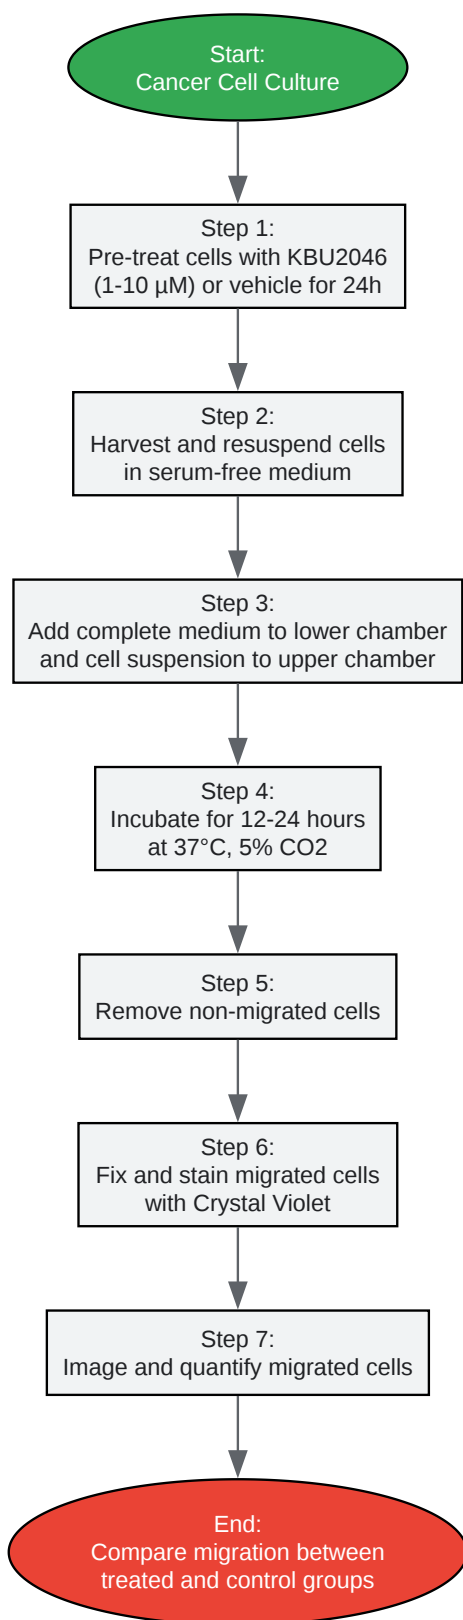 Start:
Cancer Cell Culture
Step 1:
Pre-treat cells with KBU2046
(1-10 µM) or vehicle for 24h
Step 2:
Harvest and resuspend cells
in serum-free medium
Step 3:
Add complete medium to lower chamber
and cell suspension to upper chamber
Step 4:
Incubate for 12-24 hours
at 37°C, 5% CO2
Step 5:
Remove non-migrated cells
Step 6:
Fix and stain migrated cells
with Crystal Violet
Step 7:
Image and quantify migrated cells
End:
Compare migration between
treated and control groups